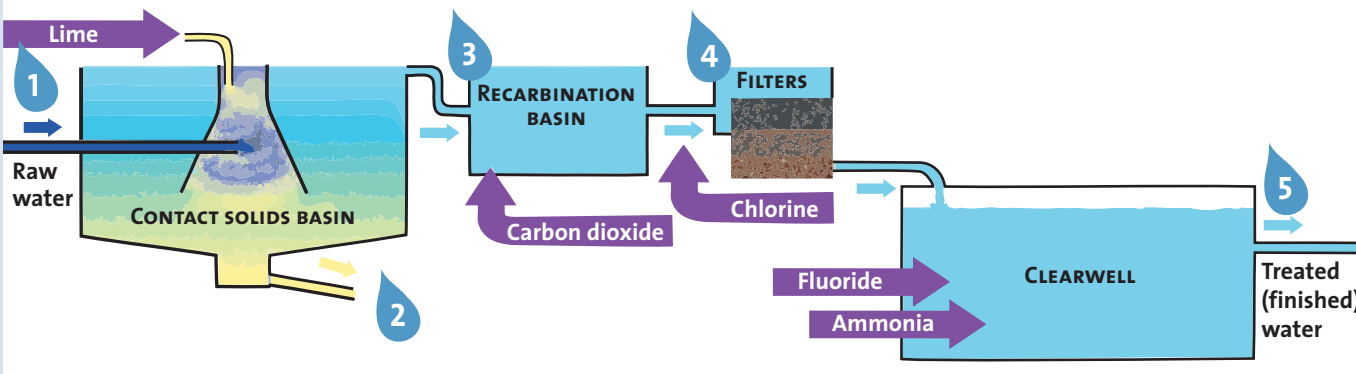 Lime
1
Raw
water
CONTACT SOLIDS BASIN
2
3
RECARBINATION
BASIN
Carbon dioxide
4
FILTERS
Chlorine
Fluoride
Ammonia
CLEARWELL
5
Treated
(finished)
water